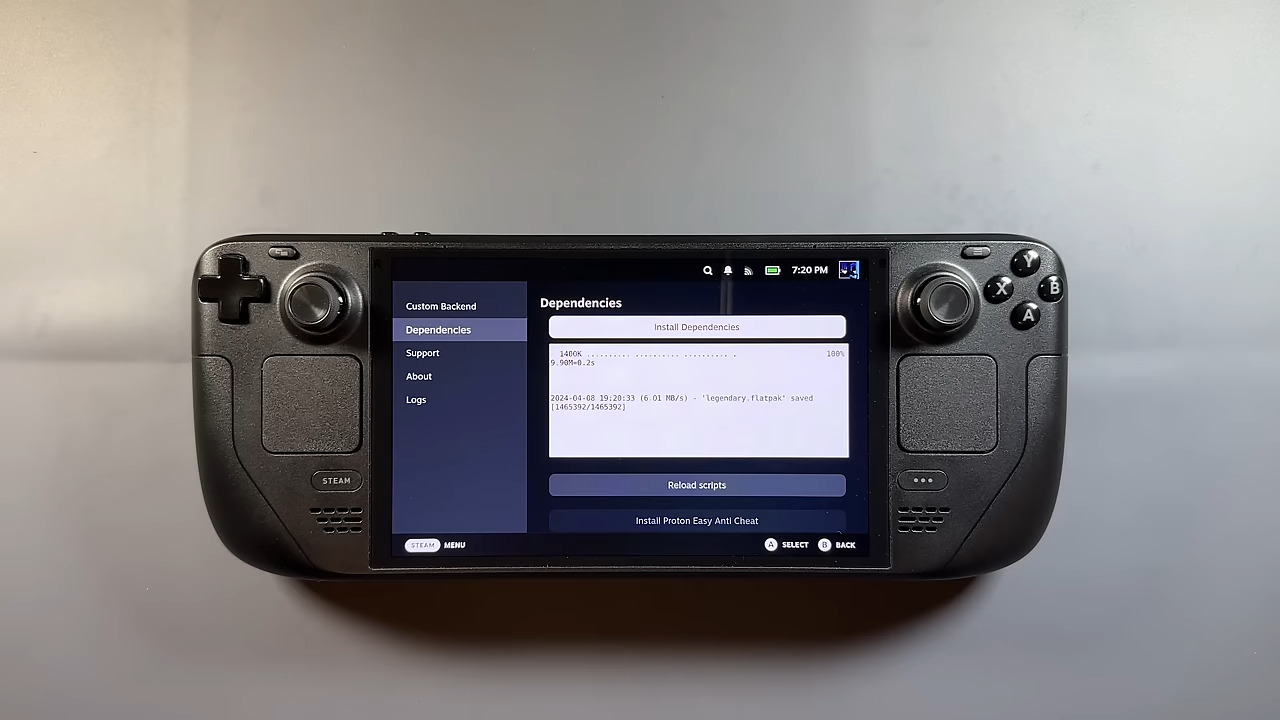 7:20 PM
Custom Backend
Dependencies
Support
About
Logs
Dependencies
Install Dependencies
1400K .......... .......... .......... . 100%
9.90M=0.2s
2024-04-08 19:20:33 (6.01 MB/s) - 'legendary.flatpak' saved
[1465392/1465392]
Reload scripts
Install Proton Easy Anti Cheat
STEAM MENU
A SELECT B BACK
STEAM
Y
X
B
A